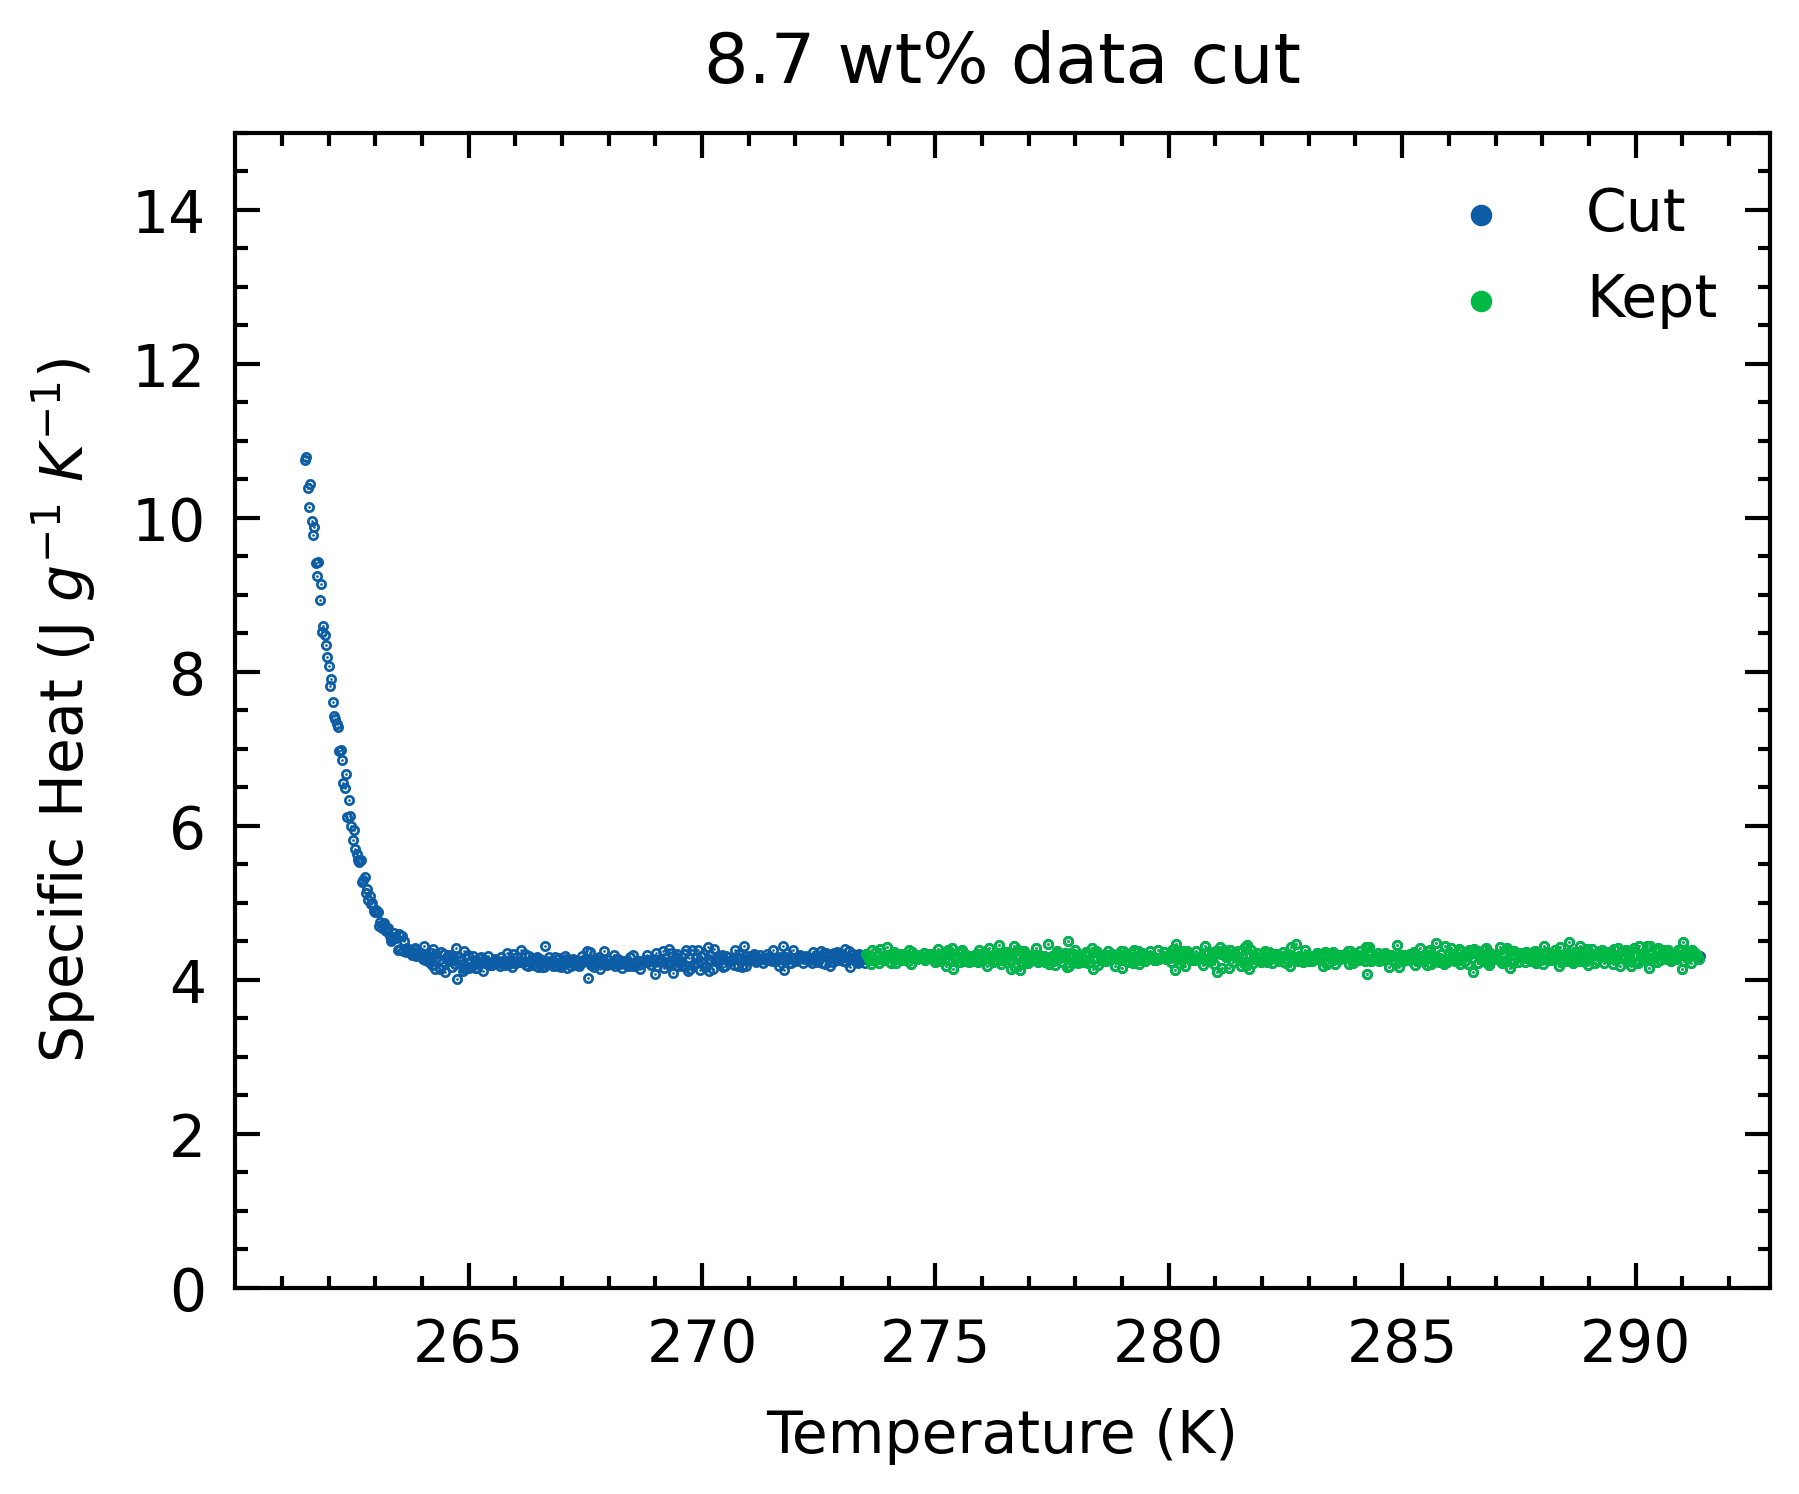 8.7 wt% data cut
Cut
Kept
14
12
10
8
6
4
2
0
Specific Heat (J g⁻¹ K⁻¹)
265 270 275 280 285 290
Temperature (K)